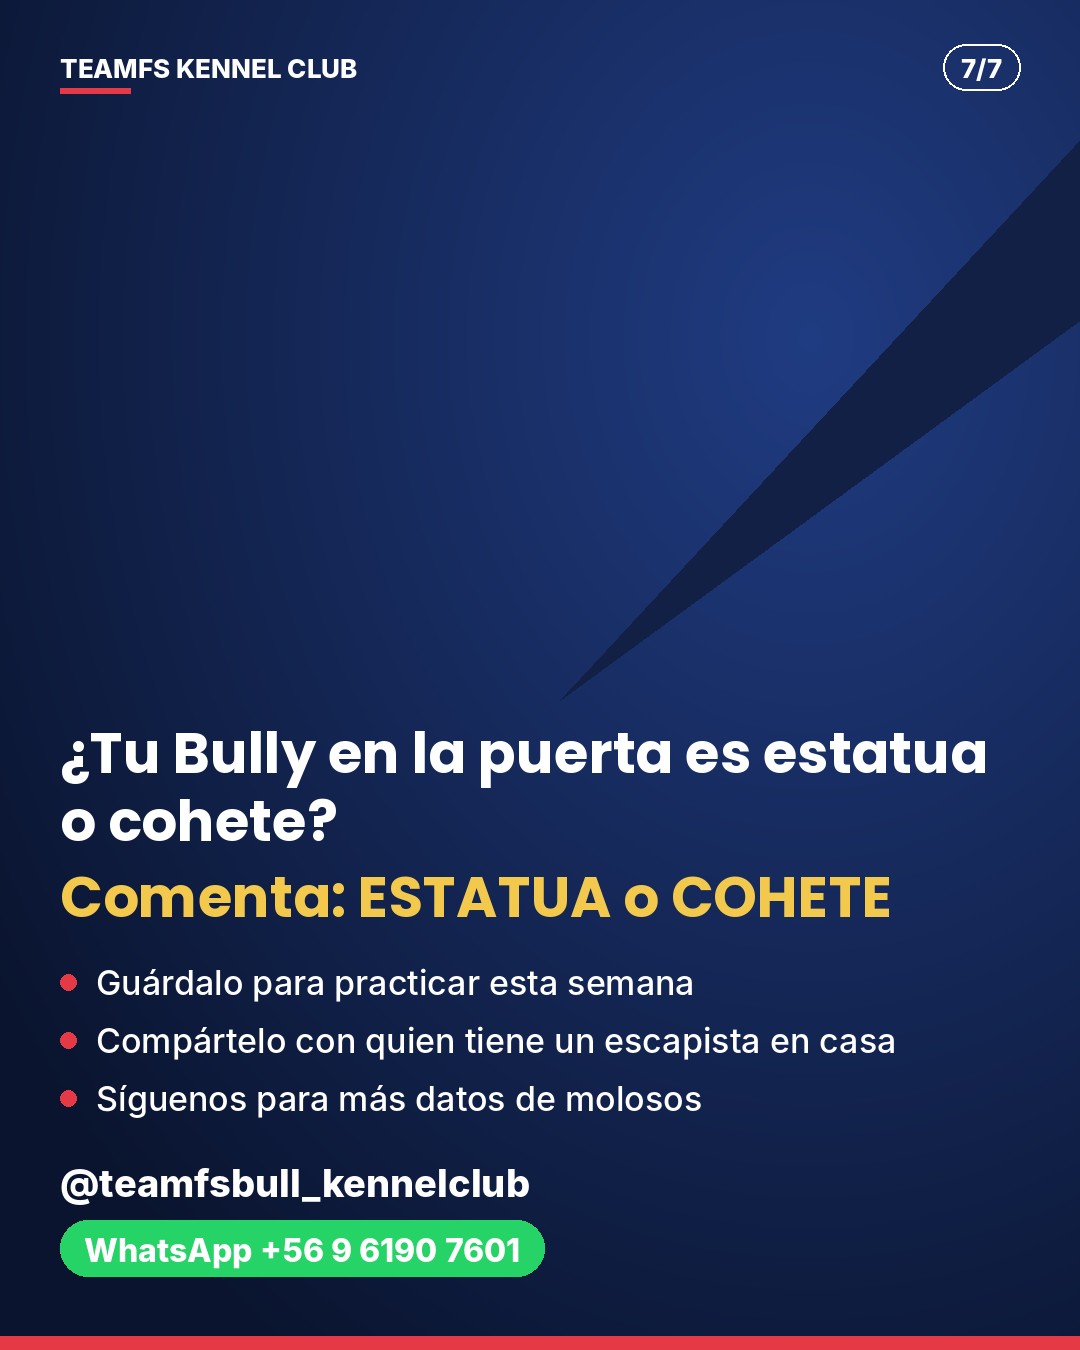 TEAMFS KENNEL CLUB
7/7
¿Tu Bully en la puerta es estatua
o cohete?
Comenta: ESTATUA o COHETE
Guárdalo para practicar esta semana
Compártelo con quien tiene un escapista en casa
Síguenos para más datos de molosos
@teamfsbull_kennelclub
WhatsApp +56 9 6190 7601